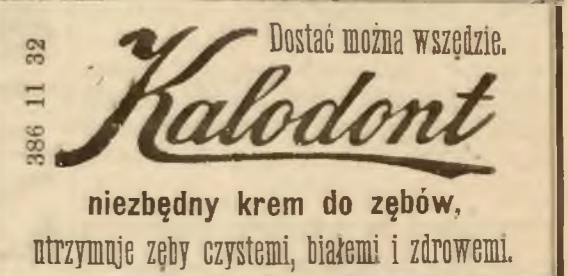 Dostać można wszędzie.
386 11 32
Kalodont
niezbędny krem do zębów,
utrzymuje zęby czystemi, białemi i zdrowemi.